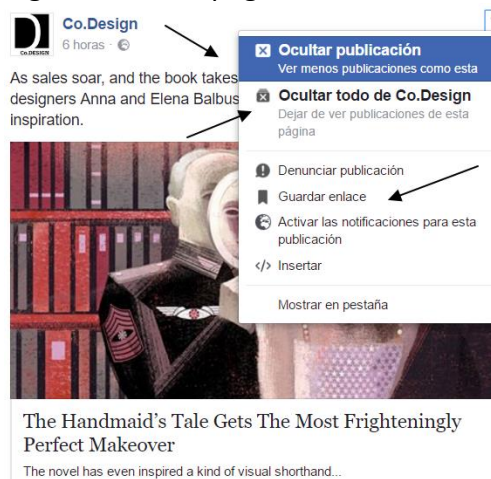 Co.Design
6 horas
Co.DESIGN
As sales soar, and the book takes
designers Anna and Elena Balbus
inspiration.
Ocultar publicación
Ver menos publicaciones como esta
Ocultar todo de Co.Design
Dejar de ver publicaciones de esta
página
Denunciar publicación
Guardar enlace
Activar las notificaciones para esta
publicación
</> Insertar
Mostrar en pestaña
The Handmaid's Tale Gets The Most Frighteningly
Perfect Makeover
The novel has even inspired a kind of visual shorthand...